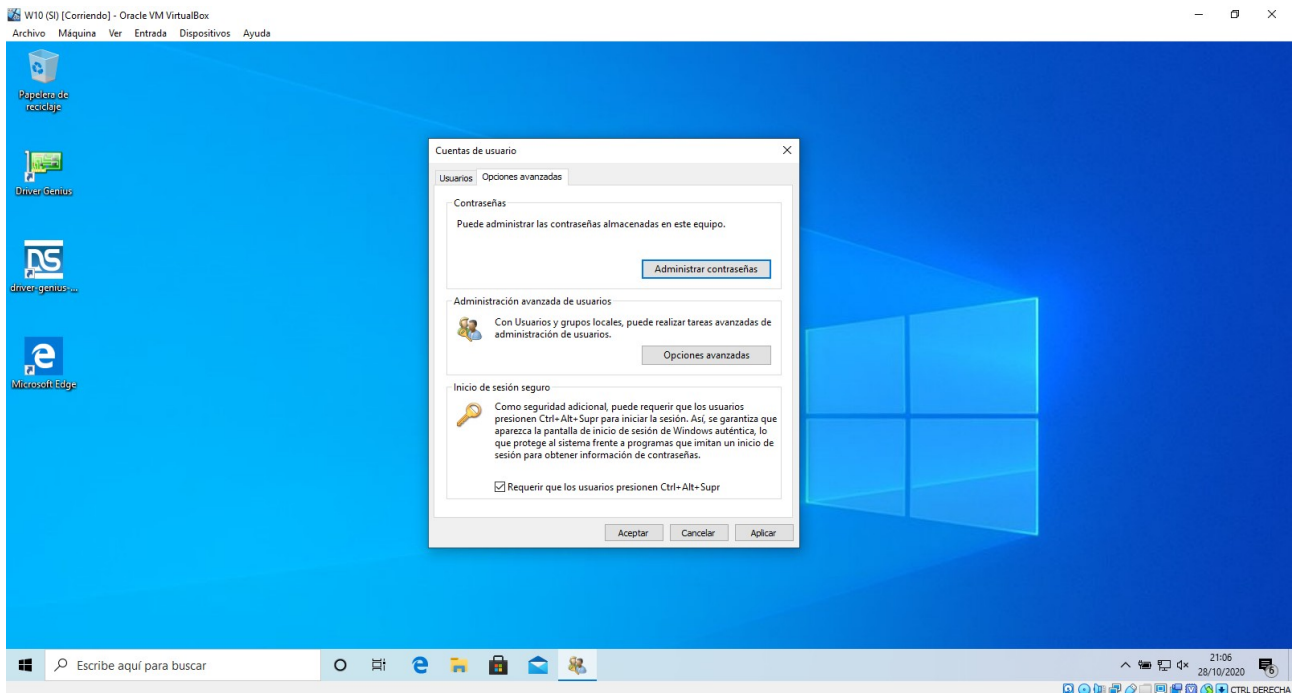 W10 (SI) [Corriendo] - Oracle VM VirtualBox
Archivo Máquina Ver Entrada Dispositivos Ayuda
Papelera de
reciclaje
Driver Genius
driver-genius-...
Microsoft Edge
Cuentas de usuario
Usuarios Opciones avanzadas
Contraseñas
Puede administrar las contraseñas almacenadas en este equipo.
Administrar contraseñas
Administración avanzada de usuarios
Con Usuarios y grupos locales, puede realizar tareas avanzadas de
administración de usuarios.
Opciones avanzadas
Inicio de sesión seguro
Como seguridad adicional, puede requerir que los usuarios
presionen Ctrl+Alt+Supr para iniciar la sesión. Así, se garantiza que
aparezca la pantalla de inicio de sesión de Windows auténtica, lo
que protege al sistema frente a programas que imitan un inicio de
sesión para obtener información de contraseñas.
Requerir que los usuarios presionen Ctrl+Alt+Supr
Aceptar Cancelar Aplicar
Escribe aquí para buscar
21:06
28/10/2020
6
CTRL DERECHA